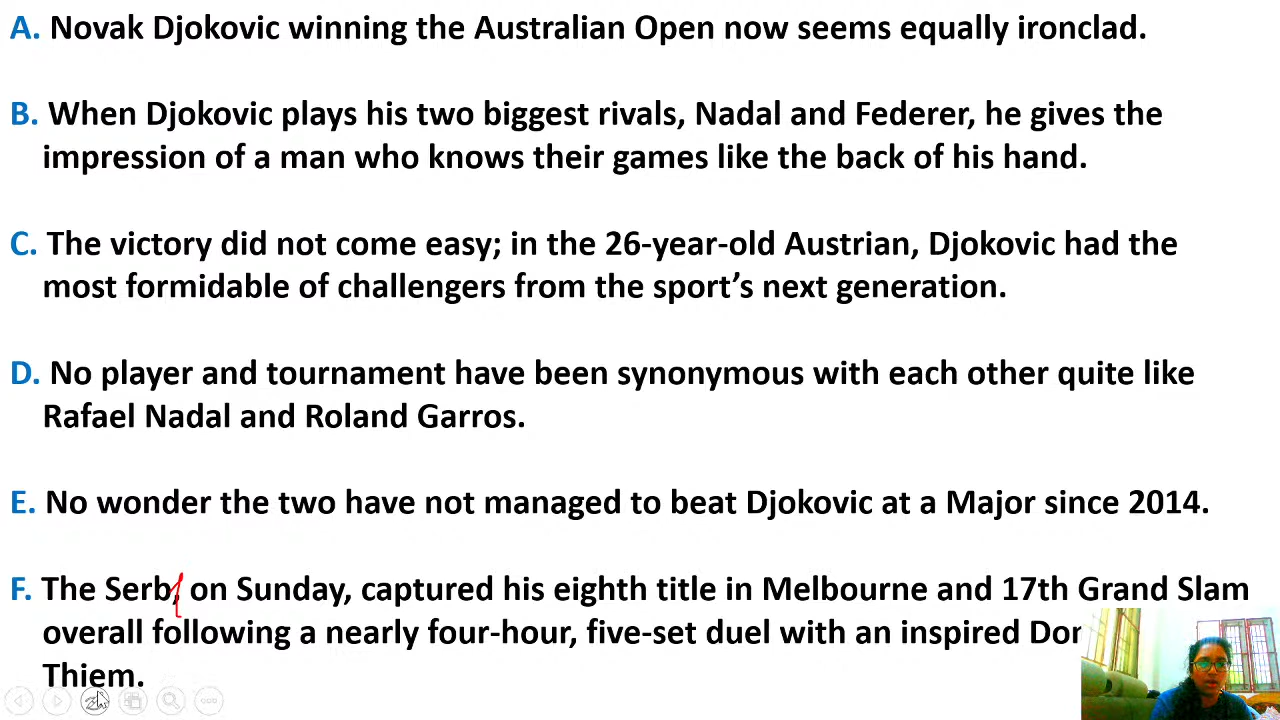 A. Novak Djokovic winning the Australian Open now seems equally ironclad.
B. When Djokovic plays his two biggest rivals, Nadal and Federer, he gives the
impression of a man who knows their games like the back of his hand.
C. The victory did not come easy; in the 26-year-old Austrian, Djokovic had the
most formidable of challengers from the sport’s next generation.
D. No player and tournament have been synonymous with each other quite like
Rafael Nadal and Roland Garros.
E. No wonder the two have not managed to beat Djokovic at a Major since 2014.
F. The Serb, on Sunday, captured his eighth title in Melbourne and 17th Grand Slam
overall following a nearly four-hour, five-set duel with an inspired
Thiem.